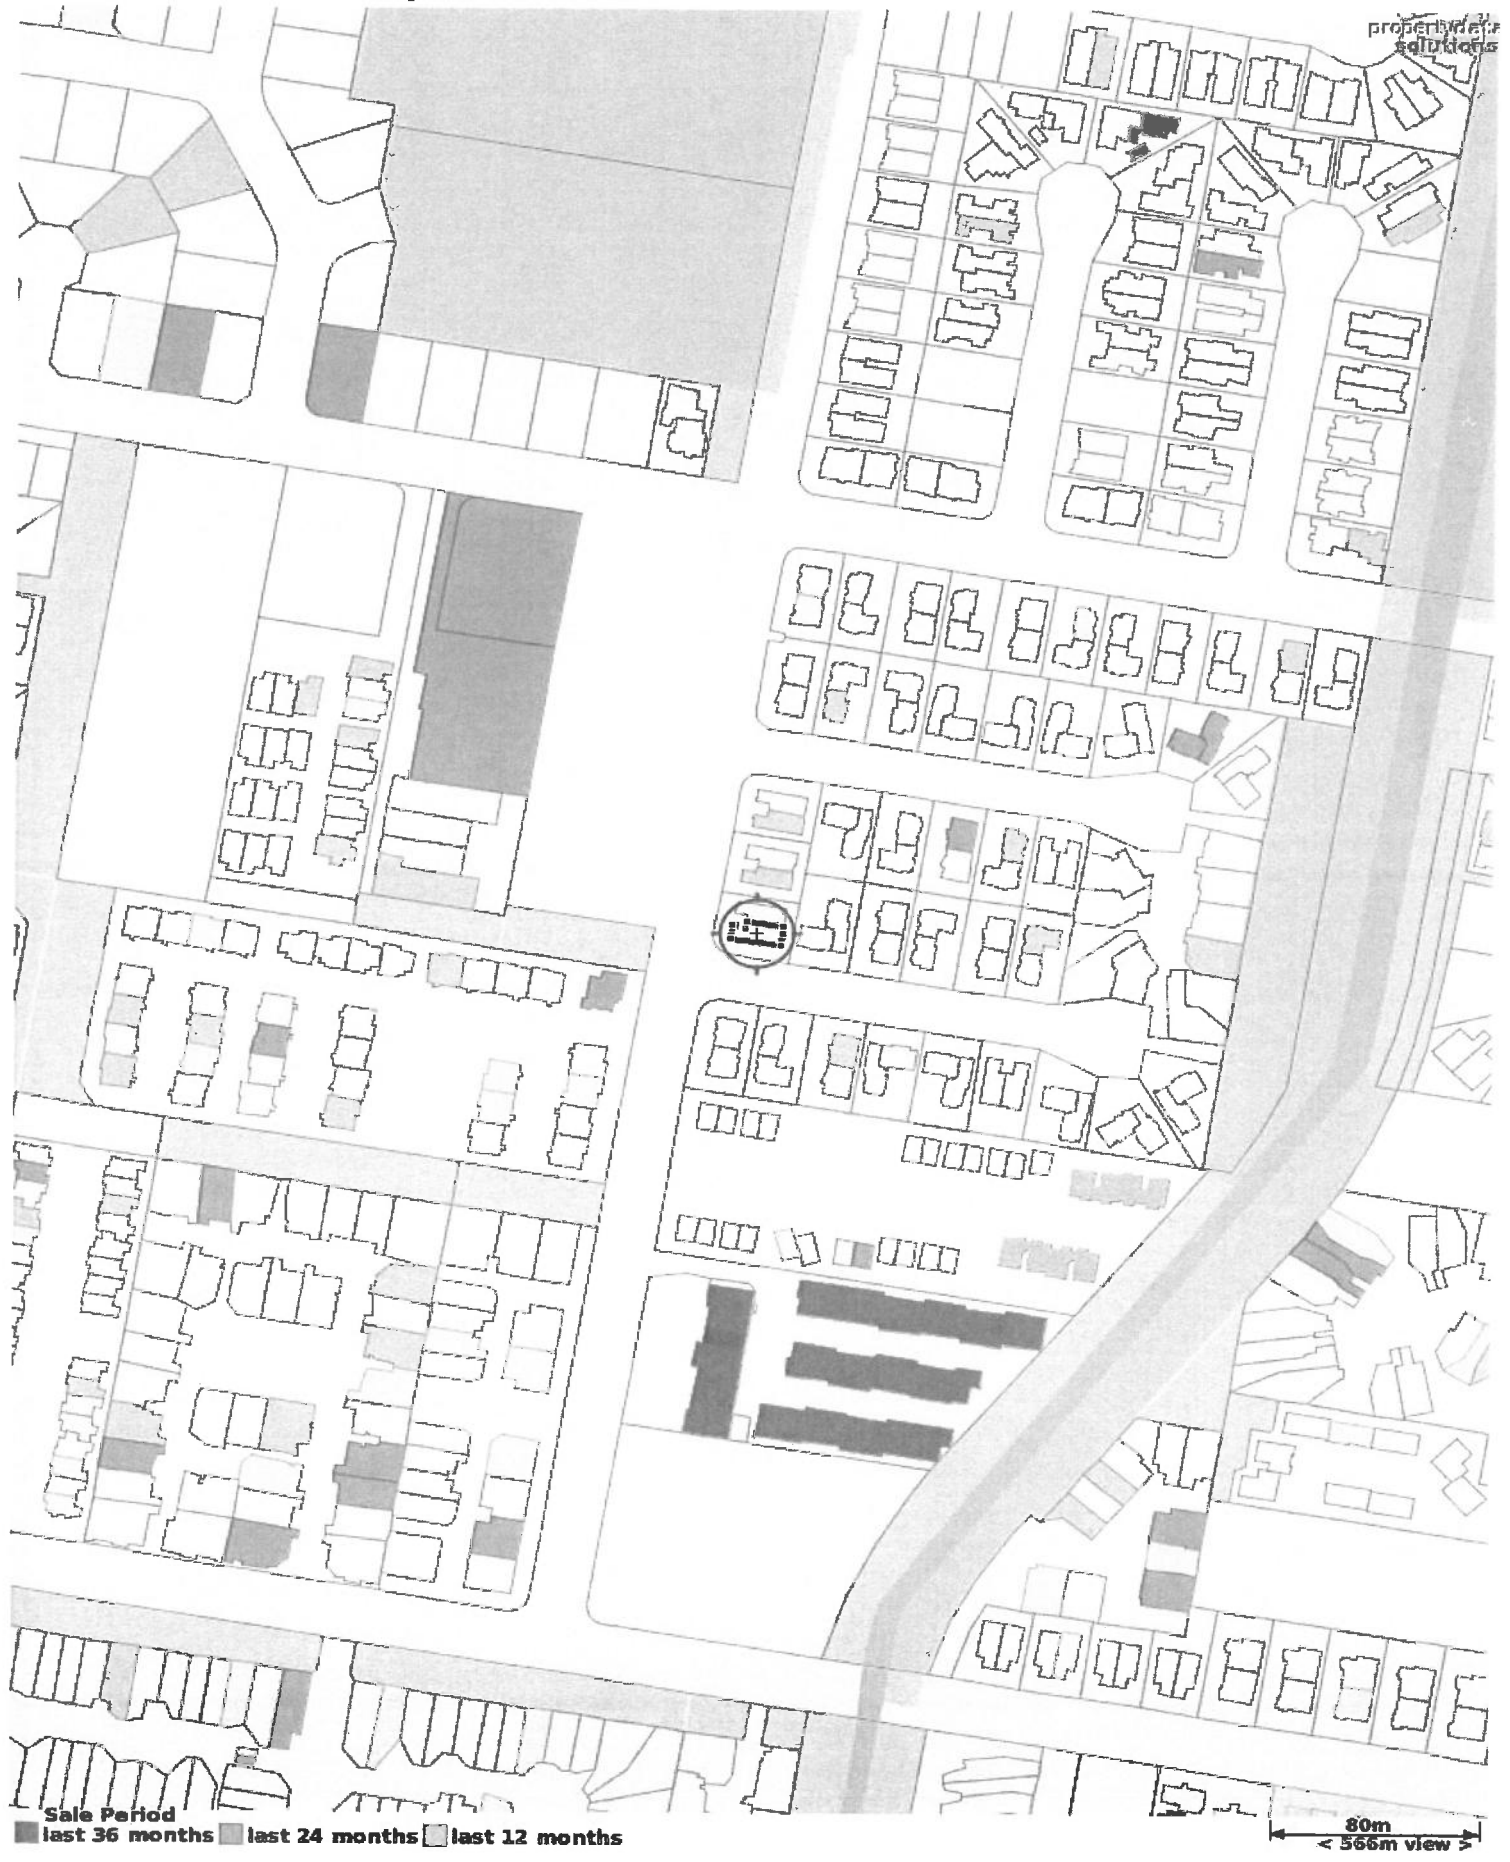 propertydata
solutions
Sale Period
last 36 months last 24 months last 12 months
80m
< 566m view >